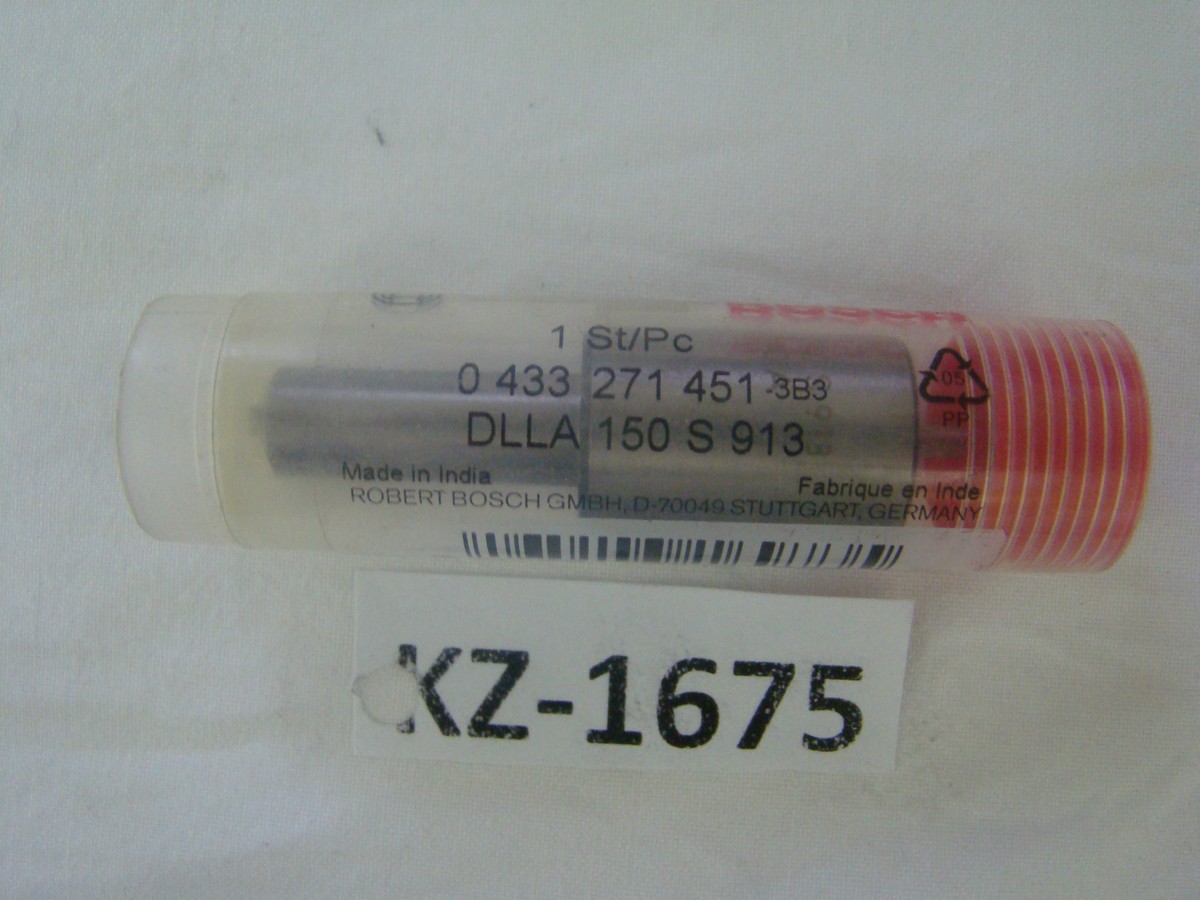 BOSCH
1 St/Pc
0 433 271 451-3B3
DLLA 150 S 913
05
PP
Made in India
Fabrique en Inde
ROBERT BOSCH GMBH, D-70049 STUTTGART, GERMANY
KZ-1675